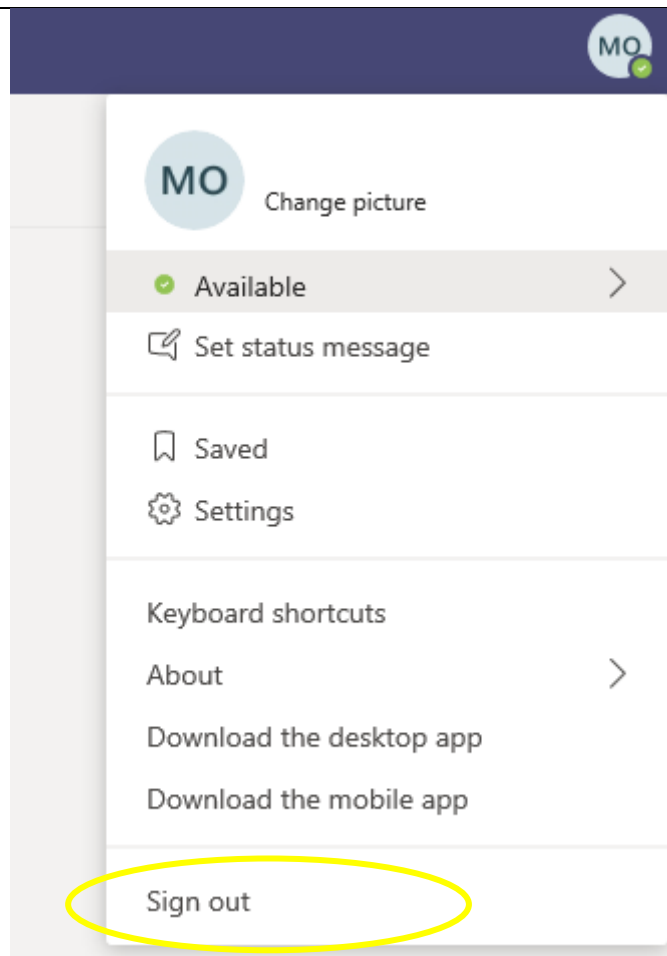 MO
MO
Change picture
Available
Set status message
Saved
Settings
Keyboard shortcuts
About
Download the desktop app
Download the mobile app
Sign out